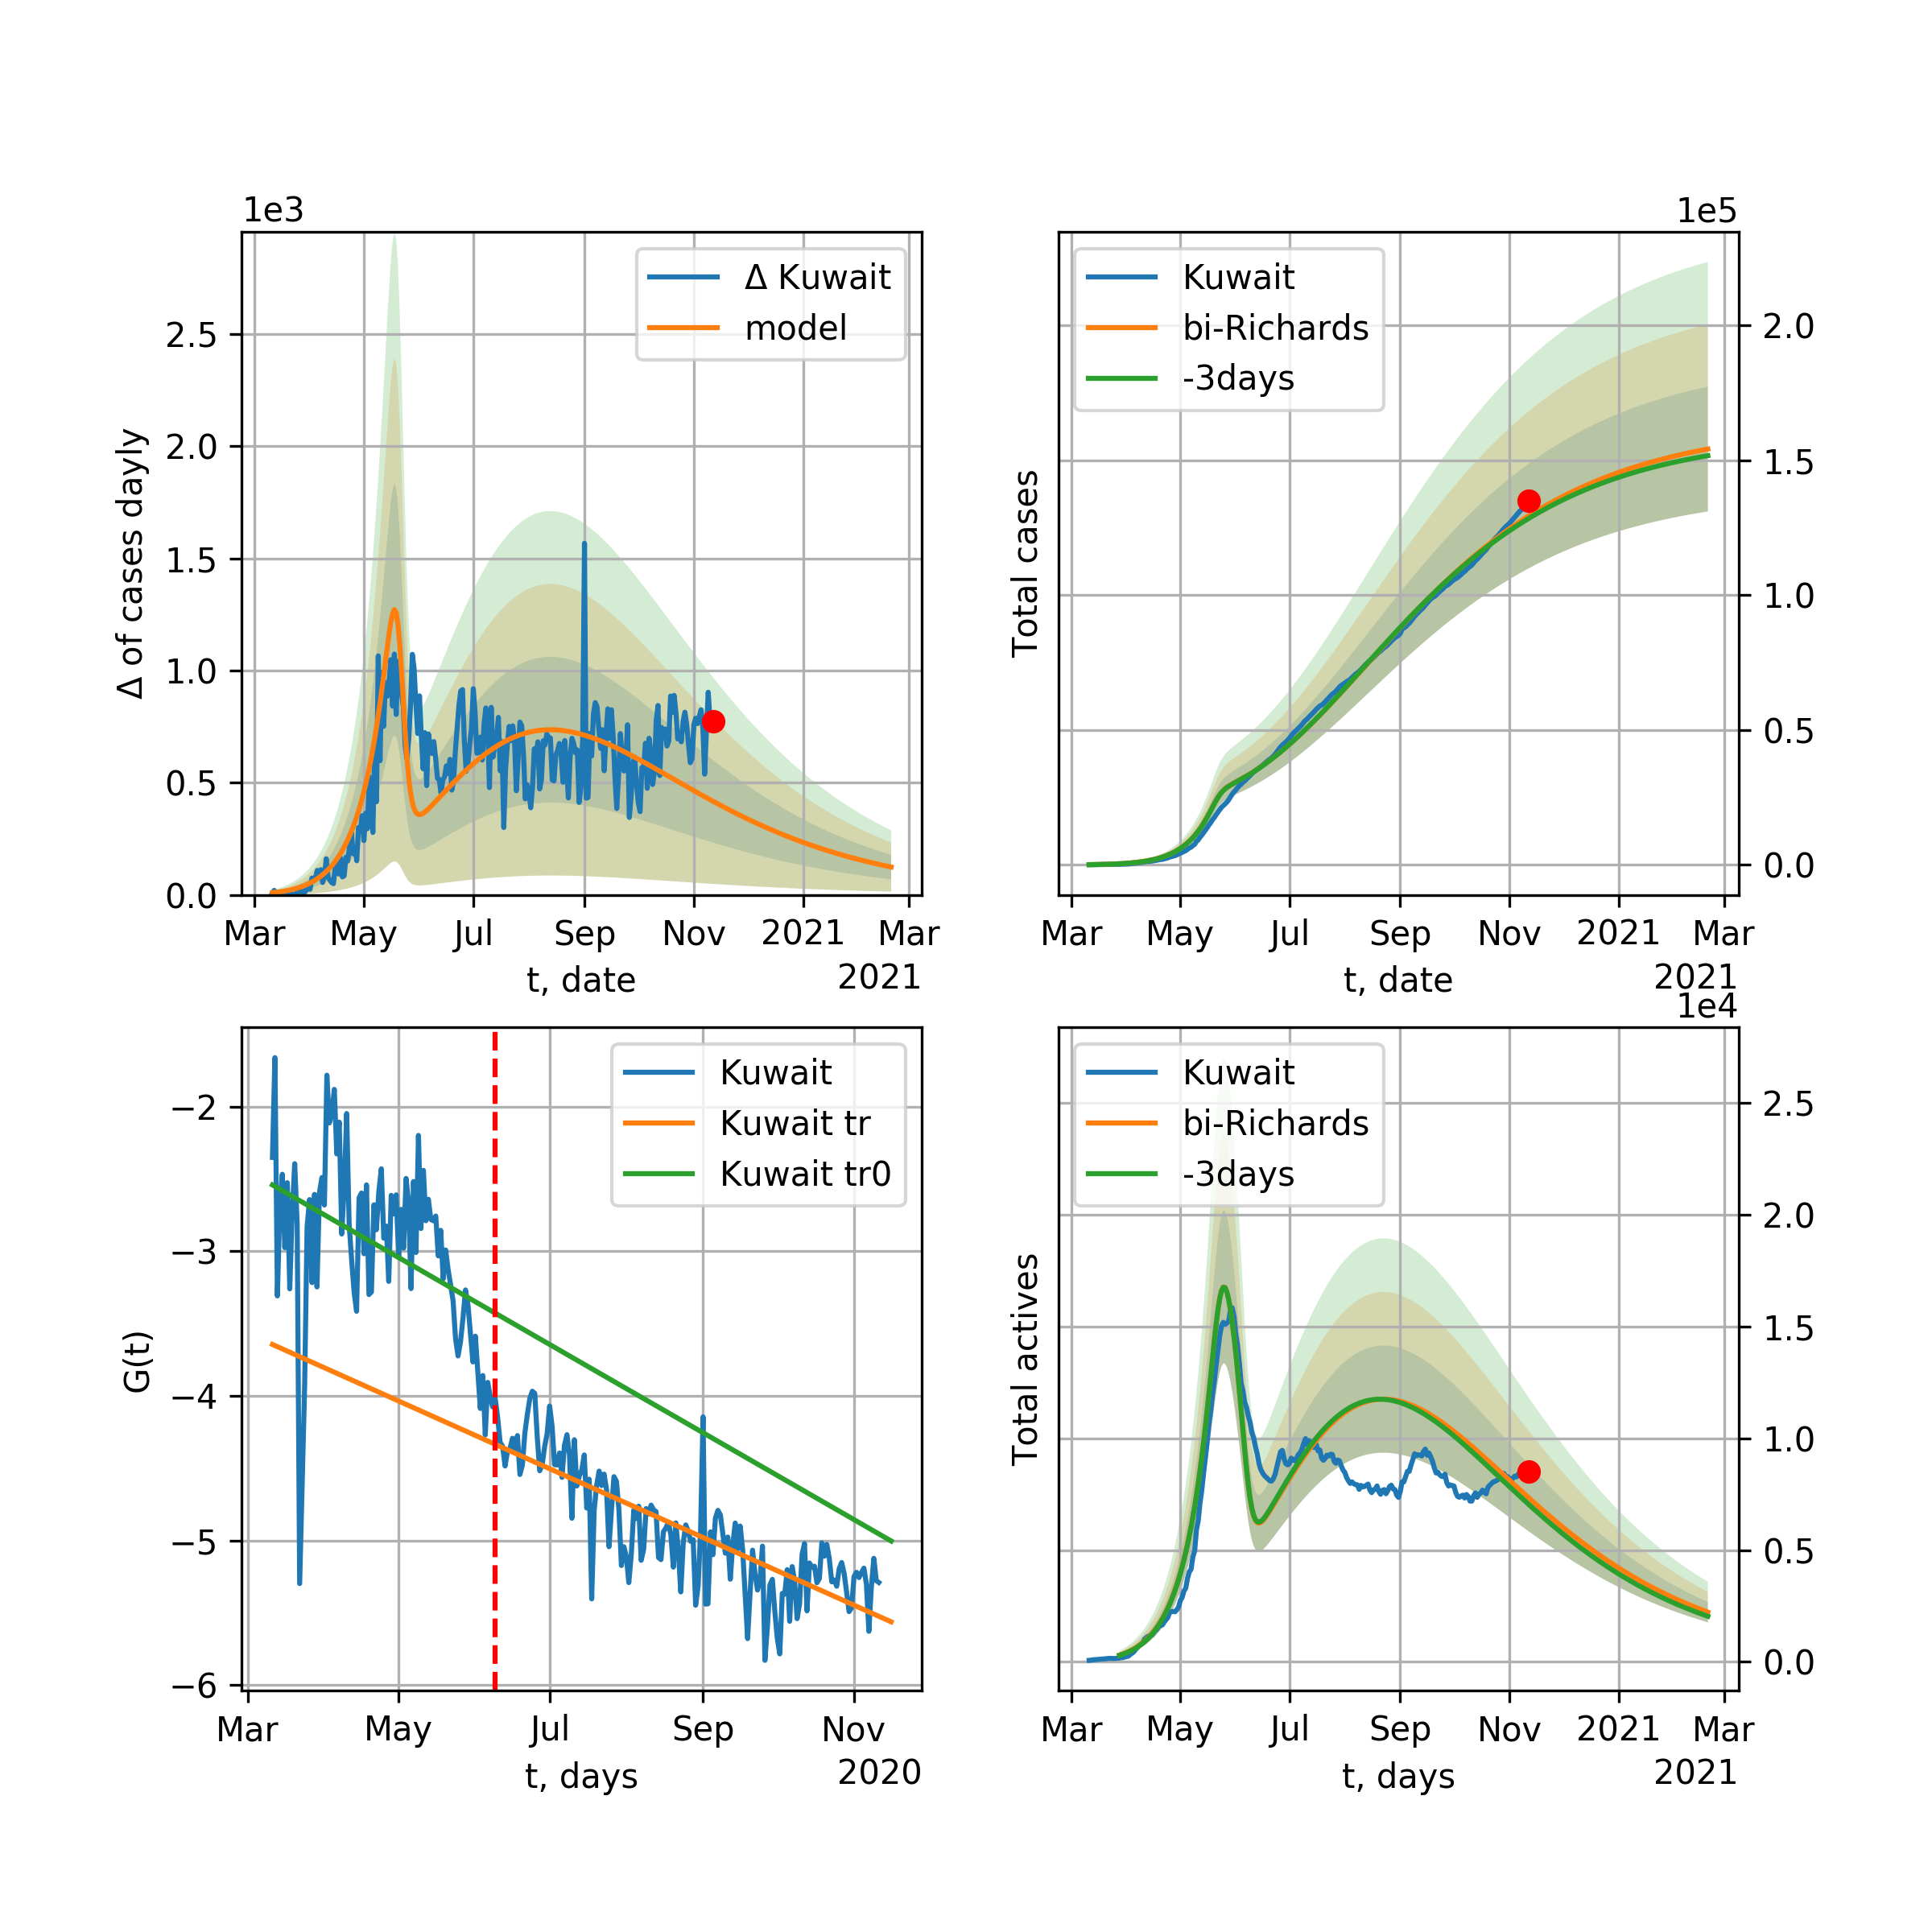 1e3
Δ of cases dayly
2.5
2.0
1.5
1.0
0.5
0.0
Δ Kuwait
model
Mar May Jul Sep Nov 2021 Mar
t, date
2021
1e5
Total cases
Kuwait
bi-Richards
-3days
2.0
1.5
1.0
0.5
0.0
Mar May Jul Sep Nov 2021 Mar
t, date
2021
G(t)
−2
−3
−4
−5
−6
Kuwait
Kuwait tr
Kuwait tr0
Mar May Jul Sep Nov
t, days
2020
1e4
Total actives
Kuwait
bi-Richards
-3days
2.5
2.0
1.5
1.0
0.5
0.0
Mar May Jul Sep Nov 2021 Mar
t, days
2021